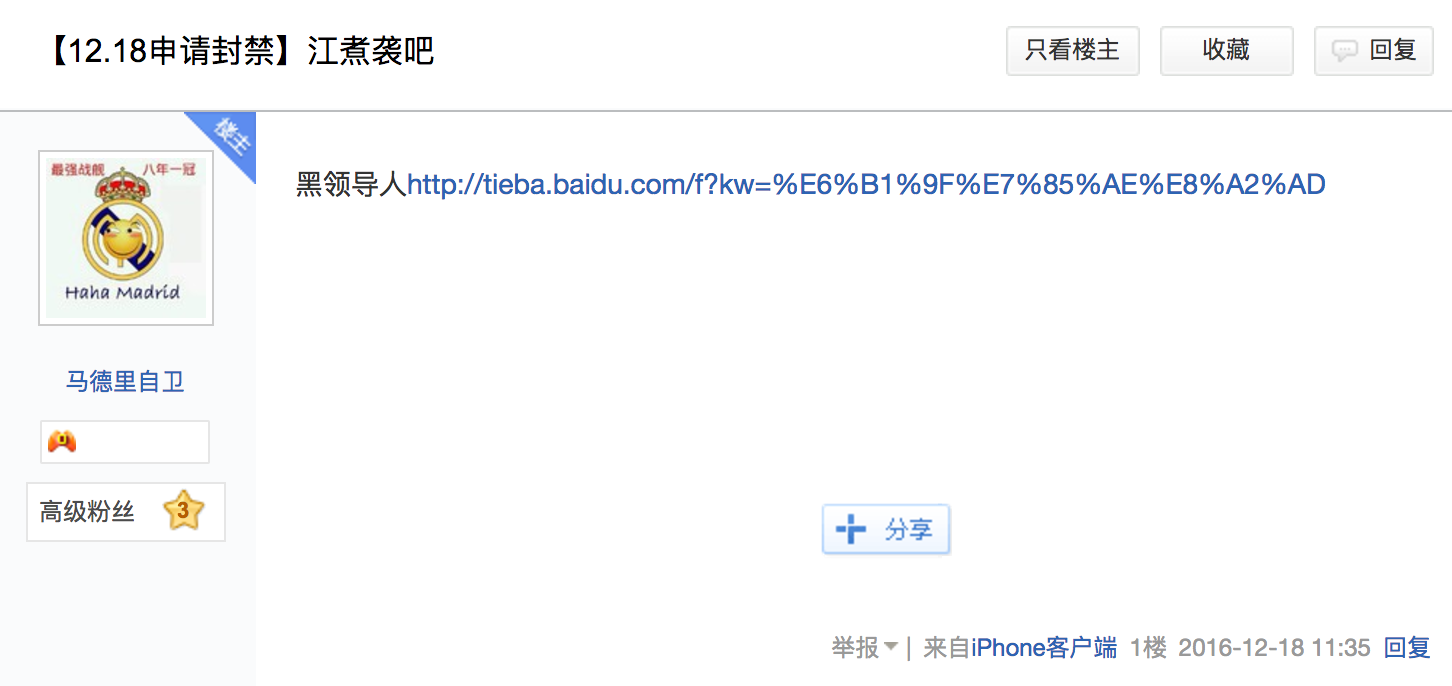 【12.18申请封禁】江煮袭吧
只看楼主
收藏
回复
楼主
最强战舰 八年一冠
Haha Madrid
黑领导人http://tieba.baidu.com/f?kw=%E6%B1%9F%E7%85%AE%E8%A2%AD
马德里自卫
高级粉丝 3
分享
举报 | 来自iPhone客户端 1楼 2016-12-18 11:35 回复